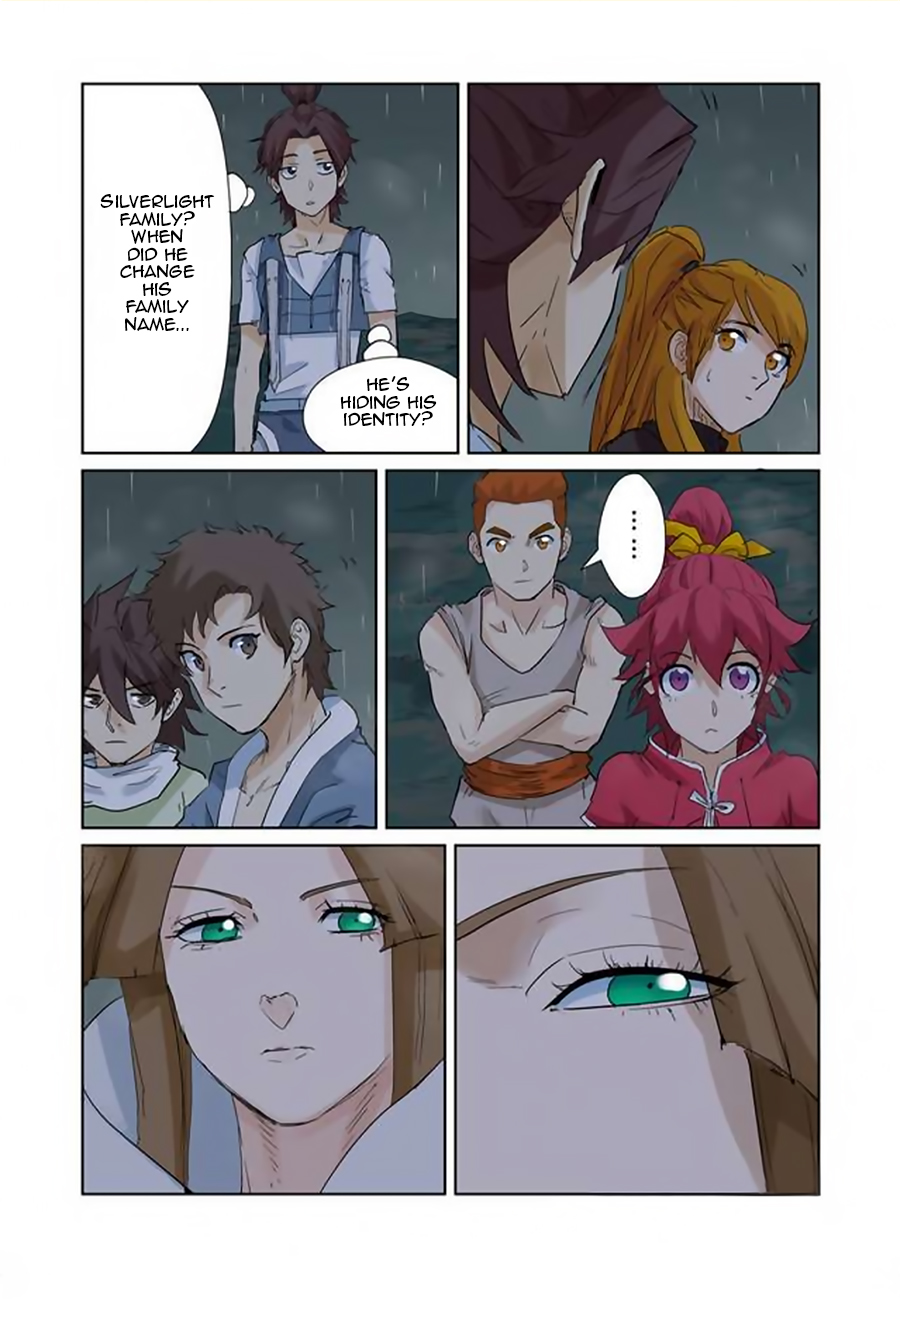 SILVERLIGHT
FAMILY?
WHEN
DID HE
CHANGE
HIS
FAMILY
NAME...
HE'S
HIDING HIS
IDENTITY?
......